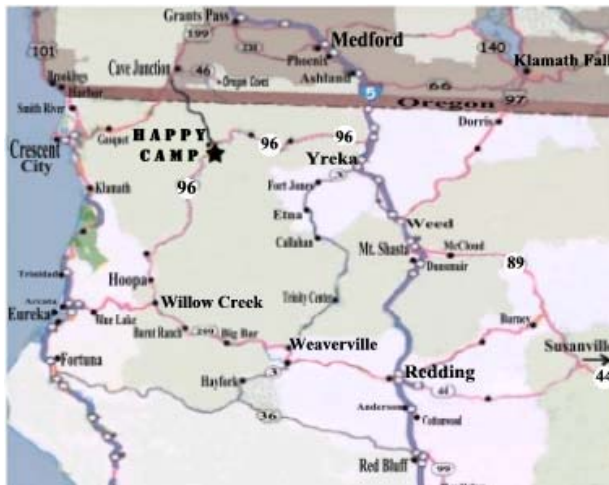 Grants Pass
199
101
238
Medford
Phoenix
140
Klamath Fall
Cave Junction
46
Oregon Caves
Ashland
66
Brookings
Harbor
5
Oregon
97
Smith River
Dorris
Crescent
City
Gasquet
HAPPY
CAMP
96
96
Yreka
3
Klamath
96
Fort Jones
Etna
Weed
Callahan
Mt. Shasta
McCloud
Dunsmuir
89
Trinidad
Hoopa
Trinity Center
Arcata
Willow Creek
Eureka
Blue Lake
Burnt Ranch
299
Big Bar
Burney
Weaverville
Susanville
Fortuna
3
Redding
44
Hayfork
44
36
Anderson
Cottonwood
Red Bluff
99